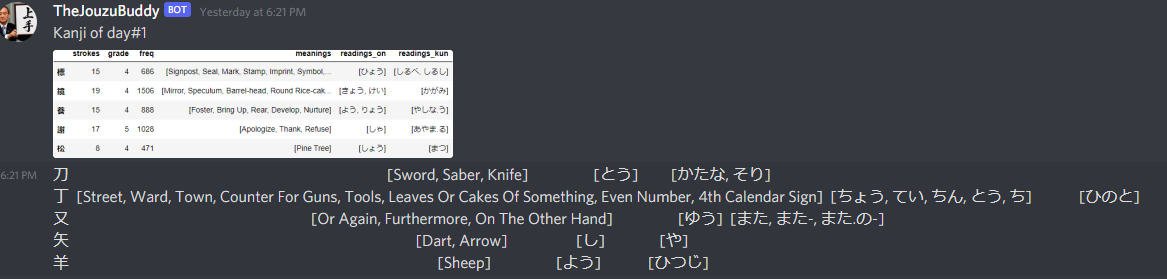 上手
TheJouzuBuddy BOT Yesterday at 6:21 PM
Kanji of day#1
strokes grade freq meanings readings_on readings_kun
標 15 4 686 [Signpost, Seal, Mark, Stamp, Imprint, Symbol,... [ひょう] [しるべ, しるし]
鏡 19 4 1506 [Mirror, Speculum, Barrel-head, Round Rice-cak... [きょう, けい] [かがみ]
養 15 4 888 [Foster, Bring Up, Rear, Develop, Nurture] [よう, りょう] [やしな.う]
謝 17 5 1028 [Apologize, Thank, Refuse] [しゃ] [あやま.る]
松 8 4 471 [Pine Tree] [しょう] [まつ]
6:21 PM 刀 [Sword, Saber, Knife] [とう] [かたな, そり]
丁 [Street, Ward, Town, Counter For Guns, Tools, Leaves Or Cakes Of Something, Even Number, 4th Calendar Sign] [ちょう, てい, ちん, とう, ち] [ひのと]
又 [Or Again, Furthermore, On The Other Hand] [ゆう] [また, また-, また.の-]
矢 [Dart, Arrow] [し] [や]
羊 [Sheep] [よう] [ひつじ]